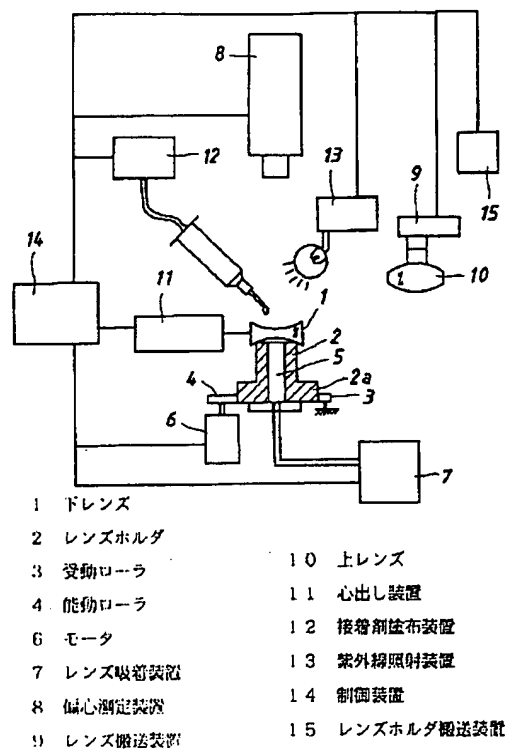 8
12
13
9
15
14
11
1
10
2
5
2a
4
3
6
7
1 下レンズ
2 レンズホルダ
3 受動ローラ
4 能動ローラ
6 モータ
7 レンズ吸着装置
8 偏心測定装置
9 レンズ搬送装置
10 上レンズ
11 心出し装置
12 接着剤塗布装置
13 紫外線照射装置
14 制御装置
15 レンズホルダ搬送装置